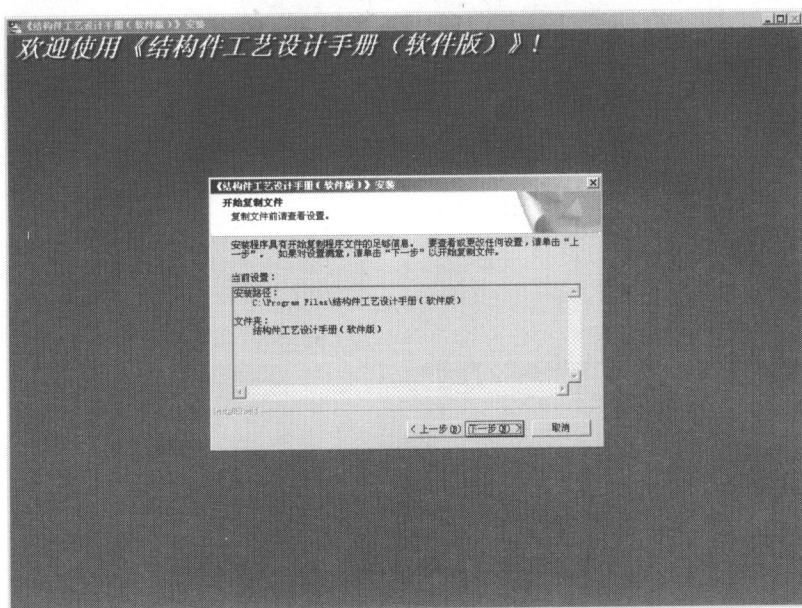 《结构件工艺设计手册（软件版）》安装
欢迎使用《结构件工艺设计手册（软件版）》!
《结构件工艺设计手册（软件版）》安装
开始复制文件
复制文件前请查看设置。
安装程序具有开始复制程序文件的足够信息。 要查看或更改任何设置，请单击“上
一步”。 如果对设置满意，请单击“下一步”以开始复制文件。
当前设置：
安装路径：
C:\Program Files\结构件工艺设计手册（软件版）
文件夹：
结构件工艺设计手册（软件版）
InstallShield
< 上一步(B)
下一步(N) >
取消